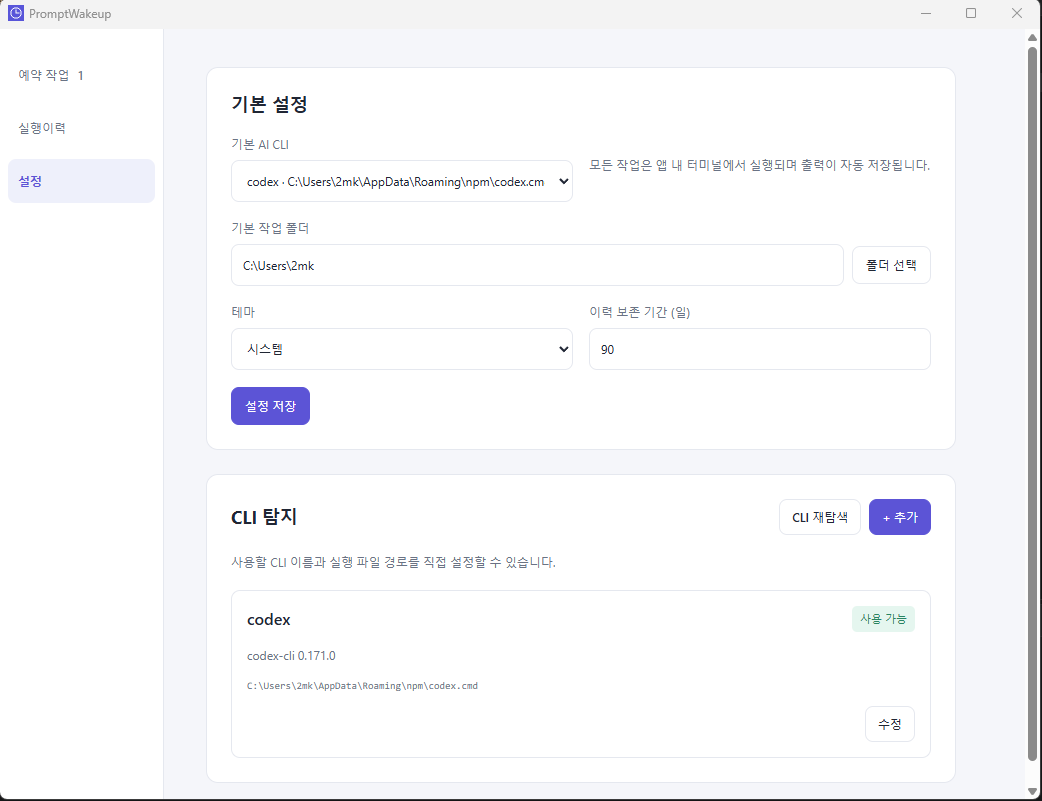 PromptWakeup
예약 작업 1
실행이력
설정
기본 설정
기본 AI CLI
codex · C:\Users\2mk\AppData\Roaming\npm\codex.cm
모든 작업은 앱 내 터미널에서 실행되며 출력이 자동 저장됩니다.
기본 작업 폴더
C:\Users\2mk
폴더 선택
테마
이력 보존 기간 (일)
시스템
90
설정 저장
CLI 탐지
CLI 재탐색
+ 추가
사용할 CLI 이름과 실행 파일 경로를 직접 설정할 수 있습니다.
codex
사용 가능
codex-cli 0.171.0
C:\Users\2mk\AppData\Roaming\npm\codex.cmd
수정